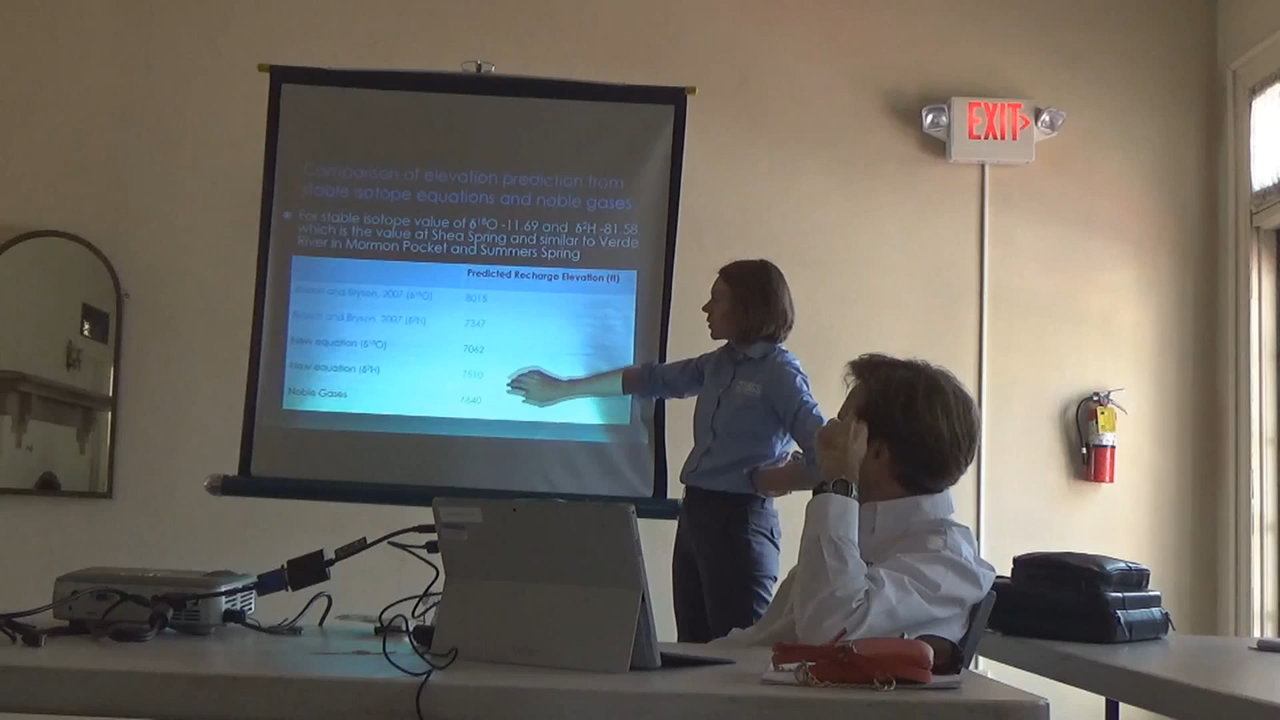 Comparison of elevation prediction from
stable isotope equations and noble gases
For stable isotope value of δ¹⁸O -11.69 and δ²H -81.58
which is the value at Shea Spring and similar to Verde
River in Mormon Pocket and Summers Spring
Predicted Recharge Elevation (ft)
and Bryson, 2007 (δ¹⁸O) 8015
and Bryson, 2007 (δ²H) 7347
New equation (δ¹⁸O) 7062
New equation (δ²H)
Noble Gases
EXIT>